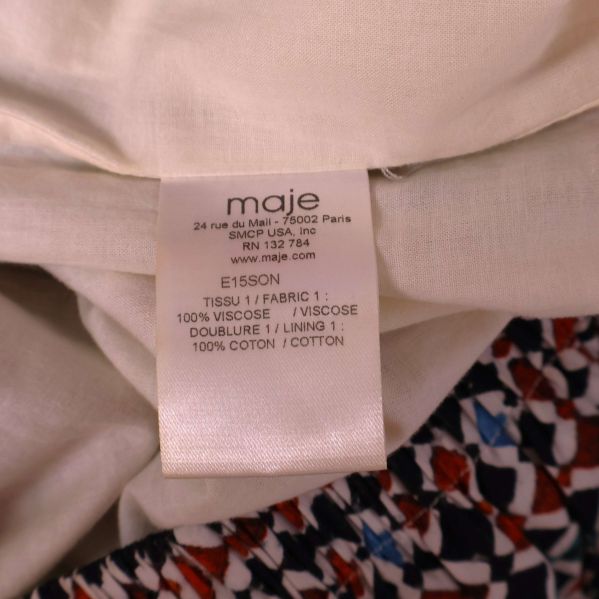 maje
24 rue du Mail - 75002 Paris
SMCP USA, Inc
RN 132 784
www.maje.com
E15SON
TISSU 1 / FABRIC 1 :
100% VISCOSE / VISCOSE
DOUBLURE 1 / LINING 1 :
100% COTON / COTTON